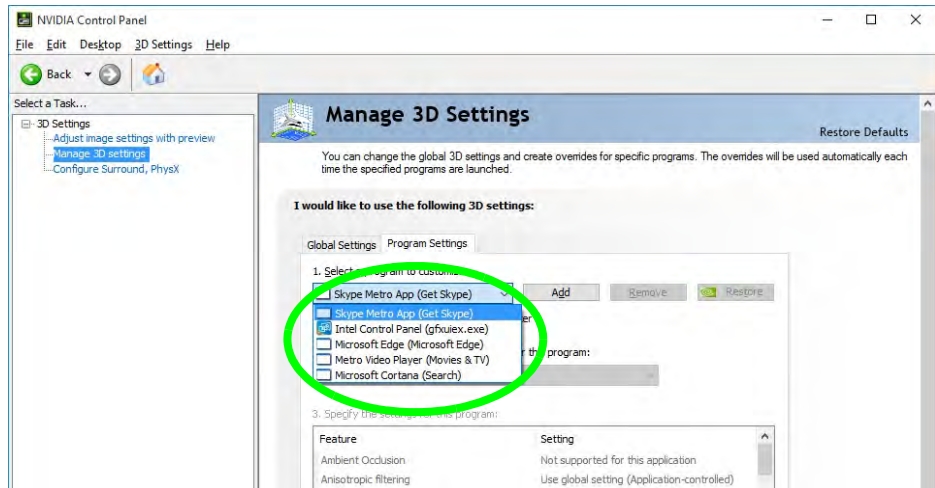 NVIDIA Control Panel
File Edit Desktop 3D Settings Help
Back
Select a Task...
3D Settings
Adjust image settings with preview
Manage 3D settings
Configure Surround, PhysX
Manage 3D Settings
Restore Defaults
You can change the global 3D settings and create overrides for specific programs. The overrides will be used automatically each
time the specified programs are launched.
I would like to use the following 3D settings:
Global Settings Program Settings
1. Select a program to customize:
Skype Metro App (Get Skype) Add Remove Restore
Skype Metro App (Get Skype)
Intel Control Panel (gfxuiex.exe)
Microsoft Edge (Microsoft Edge)
Metro Video Player (Movies & TV)
Microsoft Cortana (Search)
program:
3. Specify the settings for this program:
Feature Setting
Ambient Occlusion Not supported for this application
Anisotropic filtering Use global setting (Application-controlled)